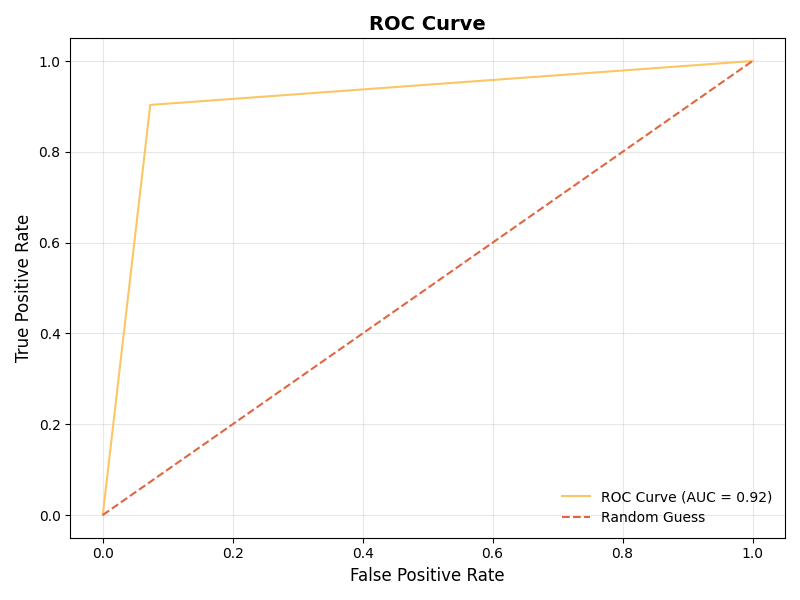 ROC Curve
True Positive Rate
1.0
0.8
0.6
0.4
0.2
0.0
0.0 0.2 0.4 0.6 0.8 1.0
False Positive Rate
ROC Curve (AUC = 0.92)
Random Guess